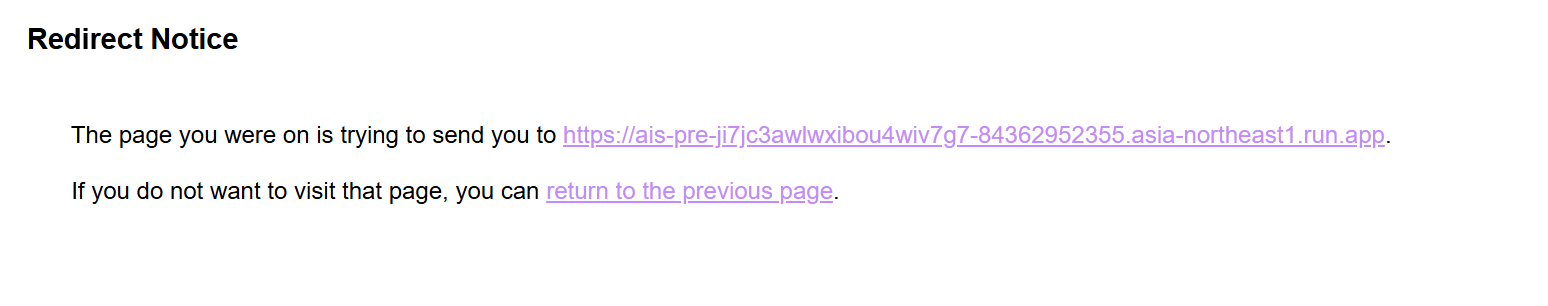 Redirect Notice
The page you were on is trying to send you to https://ais-pre-ji7jc3awlwxibou4wiv7g7-84362952355.asia-northeast1.run.app.
If you do not want to visit that page, you can return to the previous page.